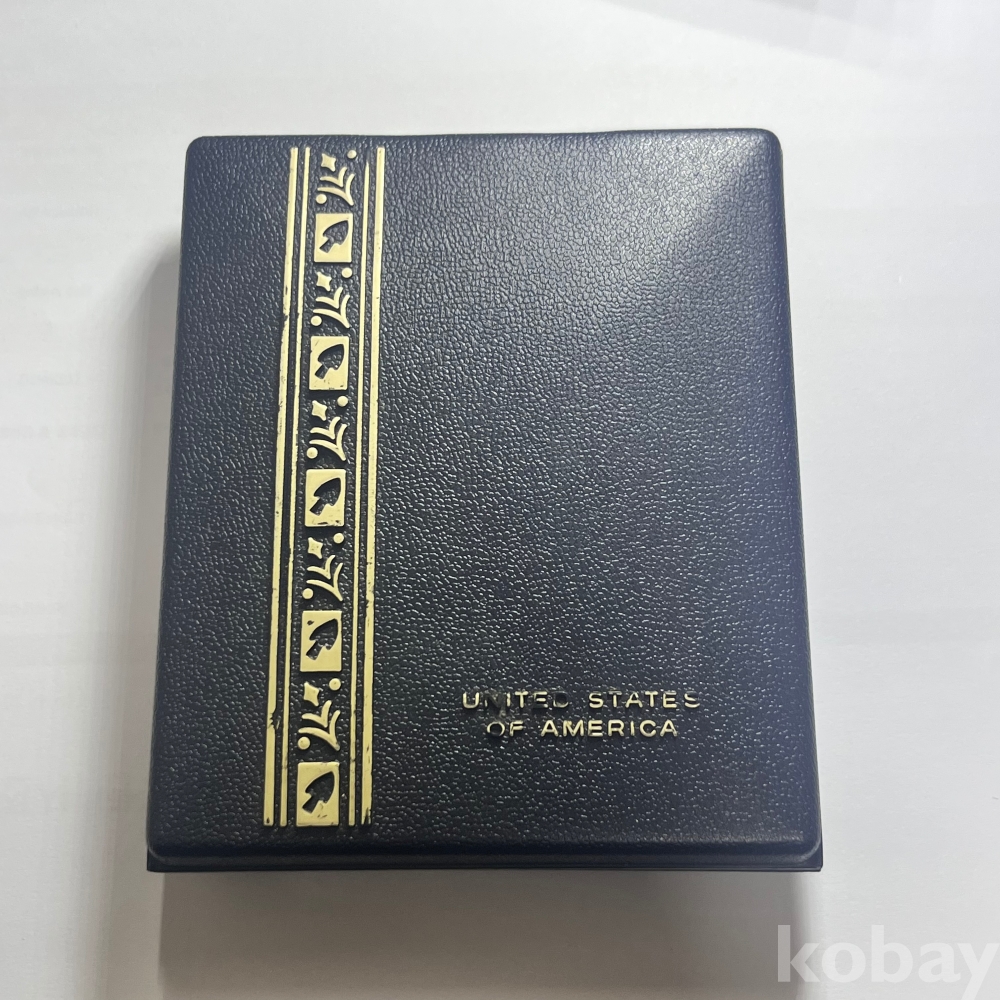 UNITED STATES
OF AMERICA
kobay